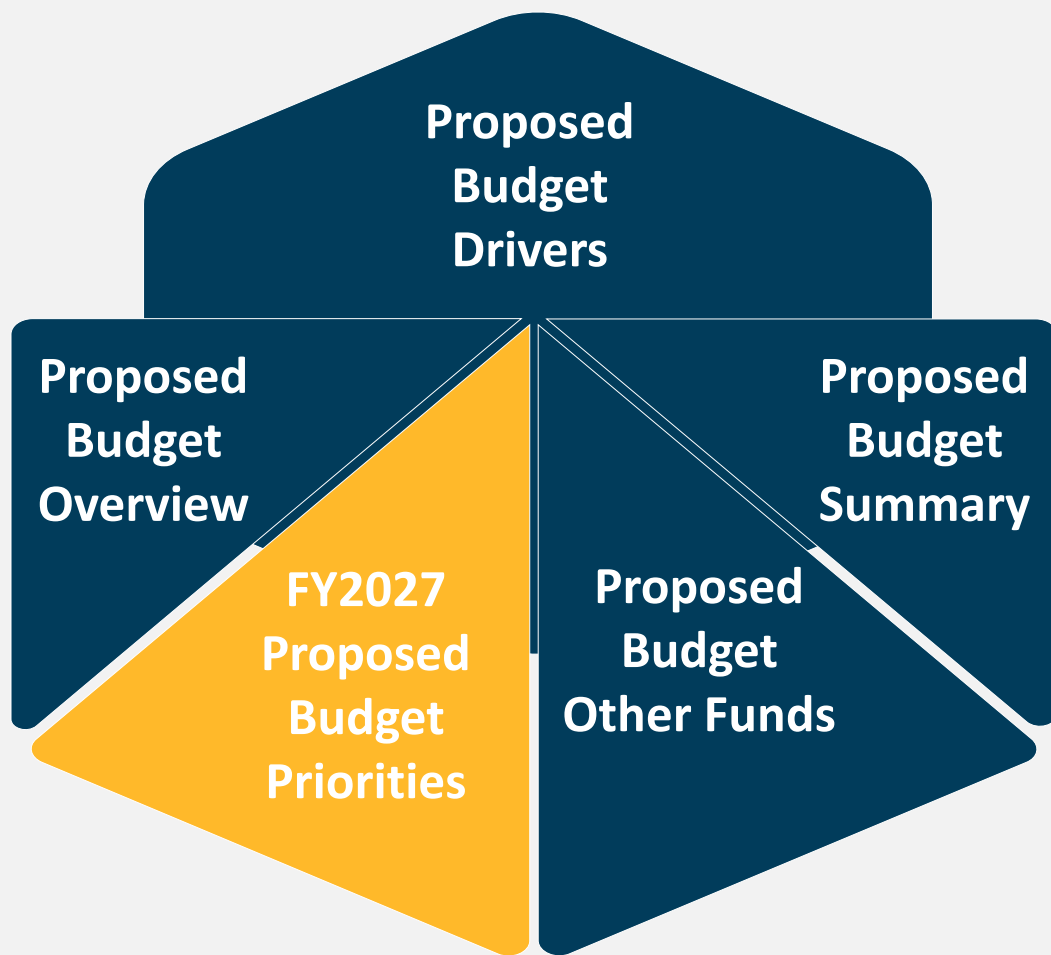 Proposed
Budget
Drivers
Proposed
Budget
Overview
Proposed
Budget
Summary
FY2027
Proposed
Budget
Priorities
Proposed
Budget
Other Funds